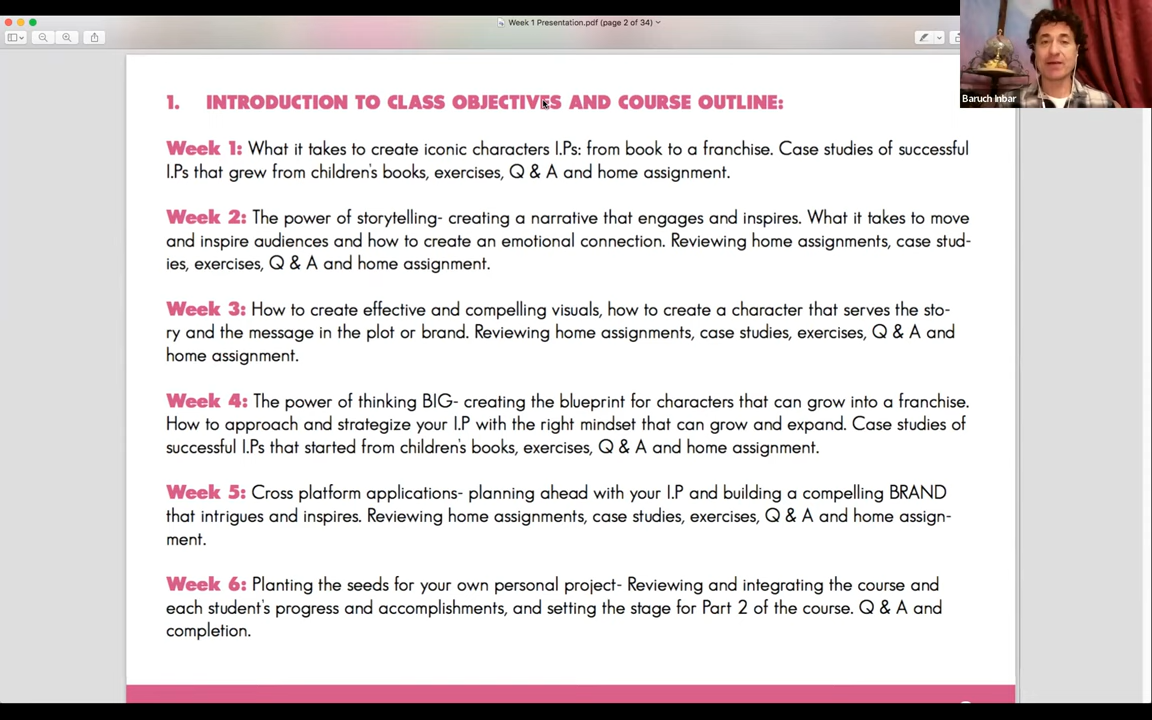 Week 1 Presentation.pdf (page 2 of 34)
Baruch Inbar
1. INTRODUCTION TO CLASS OBJECTIVES AND COURSE OUTLINE:
Week 1: What it takes to create iconic characters I.Ps: from book to a franchise. Case studies of successful
I.Ps that grew from children's books, exercises, Q & A and home assignment.
Week 2: The power of storytelling- creating a narrative that engages and inspires. What it takes to move
and inspire audiences and how to create an emotional connection. Reviewing home assignments, case stud-
ies, exercises, Q & A and home assignment.
Week 3: How to create effective and compelling visuals, how to create a character that serves the sto-
ry and the message in the plot or brand. Reviewing home assignments, case studies, exercises, Q & A and
home assignment.
Week 4: The power of thinking BIG- creating the blueprint for characters that can grow into a franchise.
How to approach and strategize your I.P with the right mindset that can grow and expand. Case studies of
successful I.Ps that started from children's books, exercises, Q & A and home assignment.
Week 5: Cross platform applications- planning ahead with your I.P and building a compelling BRAND
that intrigues and inspires. Reviewing home assignments, case studies, exercises, Q & A and home assign-
ment.
Week 6: Planting the seeds for your own personal project- Reviewing and integrating the course and
each student's progress and accomplishments, and setting the stage for Part 2 of the course. Q & A and
completion.